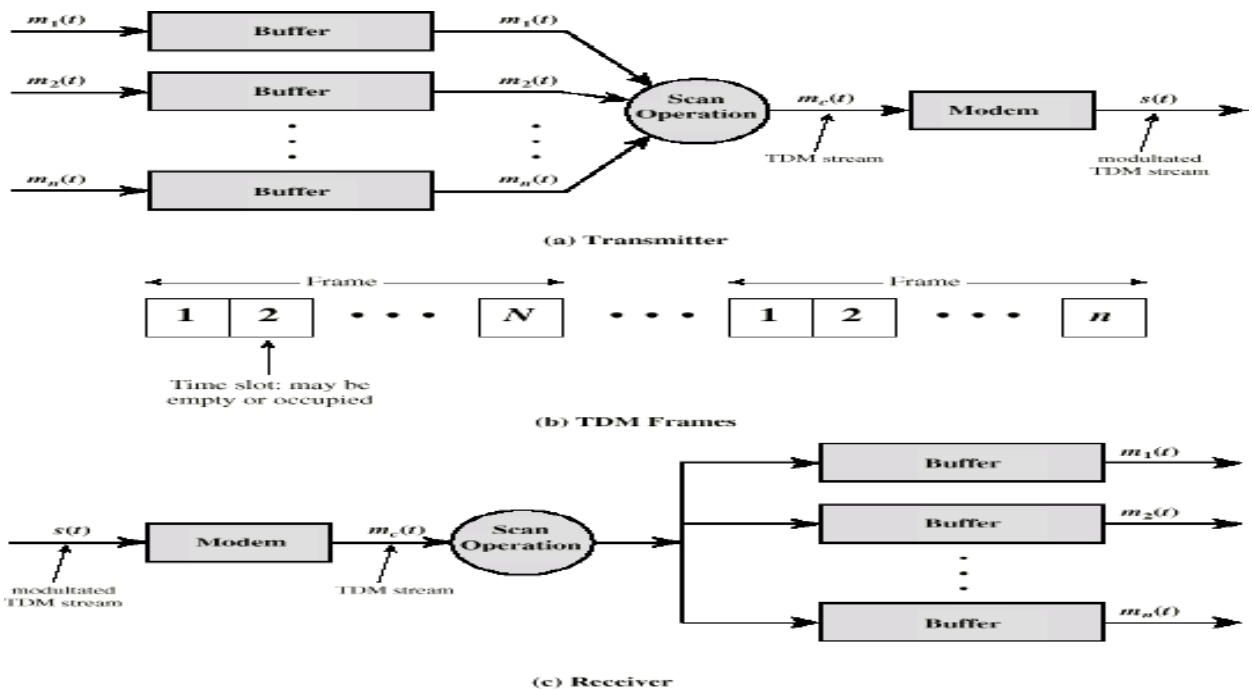 m1(t) Buffer m1(t)
m2(t) Buffer m2(t)
Scan
Operation
mc(t) Modem s(t)
TDM stream
modultated
TDM stream
mn(t) Buffer mn(t)
(a) Transmitter
Frame Frame
1 2 • • • N • • • 1 2 • • • n
Time slot: may be
empty or occupied
(b) TDM Frames
s(t) Modem mc(t)
Scan
Operation
modultated
TDM stream
TDM stream
Buffer m1(t)
Buffer m2(t)
Buffer mn(t)
(c) Receiver